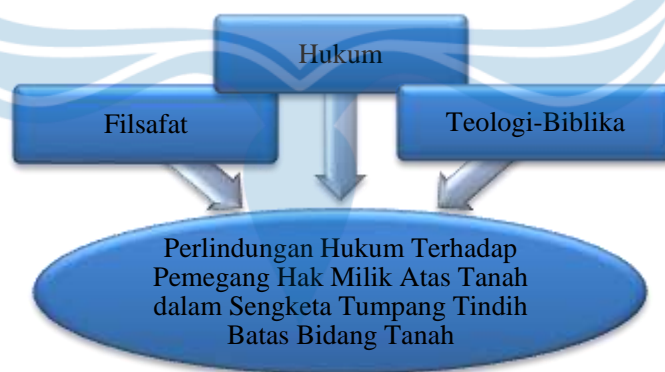 Hukum
Filsafat
Teologi-Biblika
Perlindungan Hukum Terhadap
Pemegang Hak Milik Atas Tanah
dalam Sengketa Tumpang Tindih
Batas Bidang Tanah